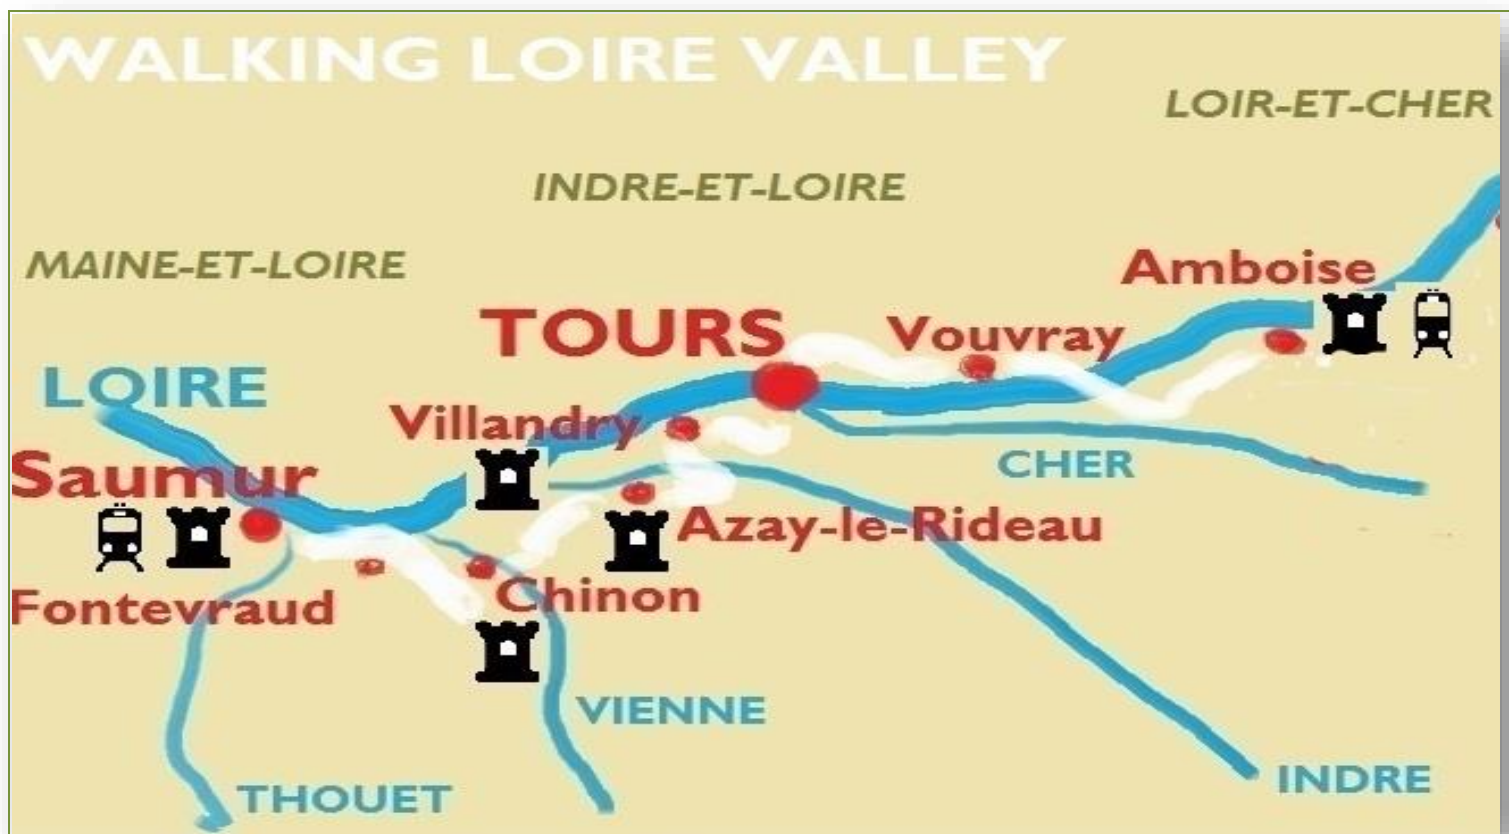 WALKING LOIRE VALLEY
LOIR-ET-CHER
INDRE-ET-LOIRE
MAINE-ET-LOIRE
Amboise
TOURS
Vouvray
LOIRE
Villandry
CHER
Saumur
Azay-le-Rideau
Fontevraud
Chinon
VIENNE
INDRE
THOUET